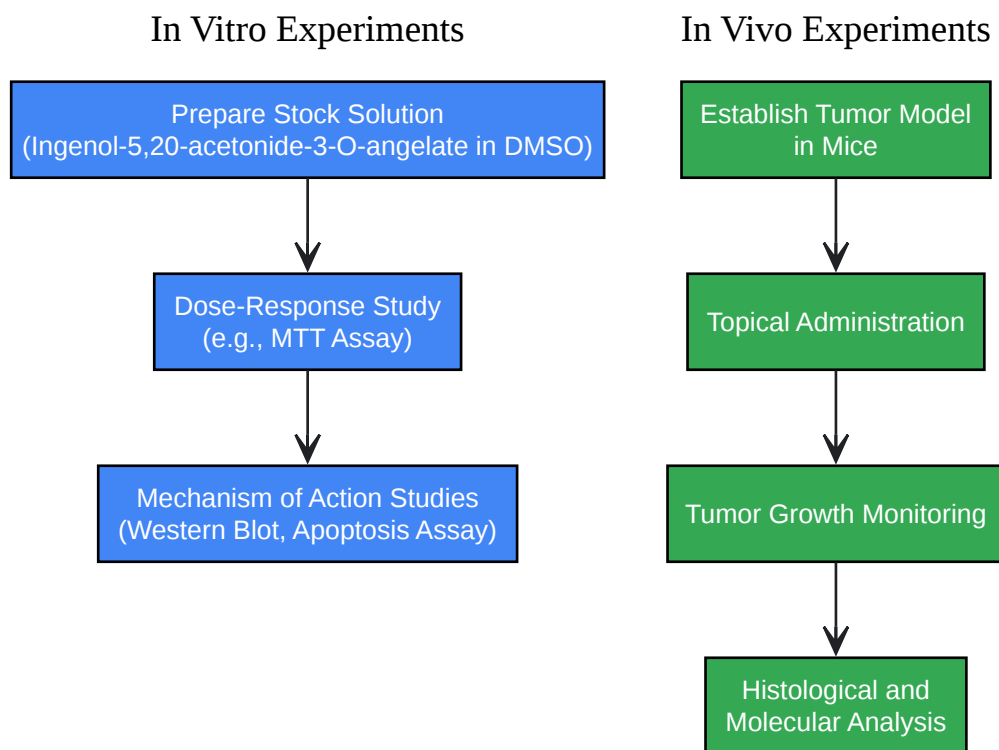 In Vitro Experiments
Prepare Stock Solution
(Ingenol-5,20-acetonide-3-O-angelate in DMSO)
Dose-Response Study
(e.g., MTT Assay)
Mechanism of Action Studies
(Western Blot, Apoptosis Assay)
In Vivo Experiments
Establish Tumor Model
in Mice
Topical Administration
Tumor Growth Monitoring
Histological and
Molecular Analysis